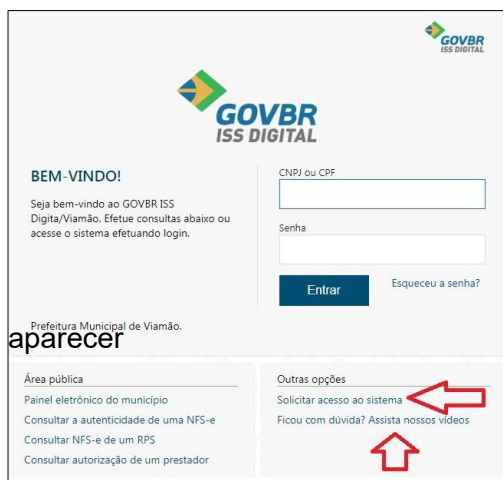 GOVBR
ISS DIGITAL
GOVBR
ISS DIGITAL
BEM-VINDO!
Seja bem-vindo ao GOVBR ISS
Digita/Viamão. Efetue consultas abaixo ou
acesse o sistema efetuando login.
CNPJ ou CPF
Senha
Entrar
Esqueceu a senha?
Prefeitura Municipal de Viamão.
aparecer
Área pública
Painel eletrônico do município
Consultar a autenticidade de uma NFS-e
Consultar NFS-e de um RPS
Consultar autorização de um prestador
Outras opções
Solicitar acesso ao sistema
Ficou com dúvida? Assista nossos vídeos